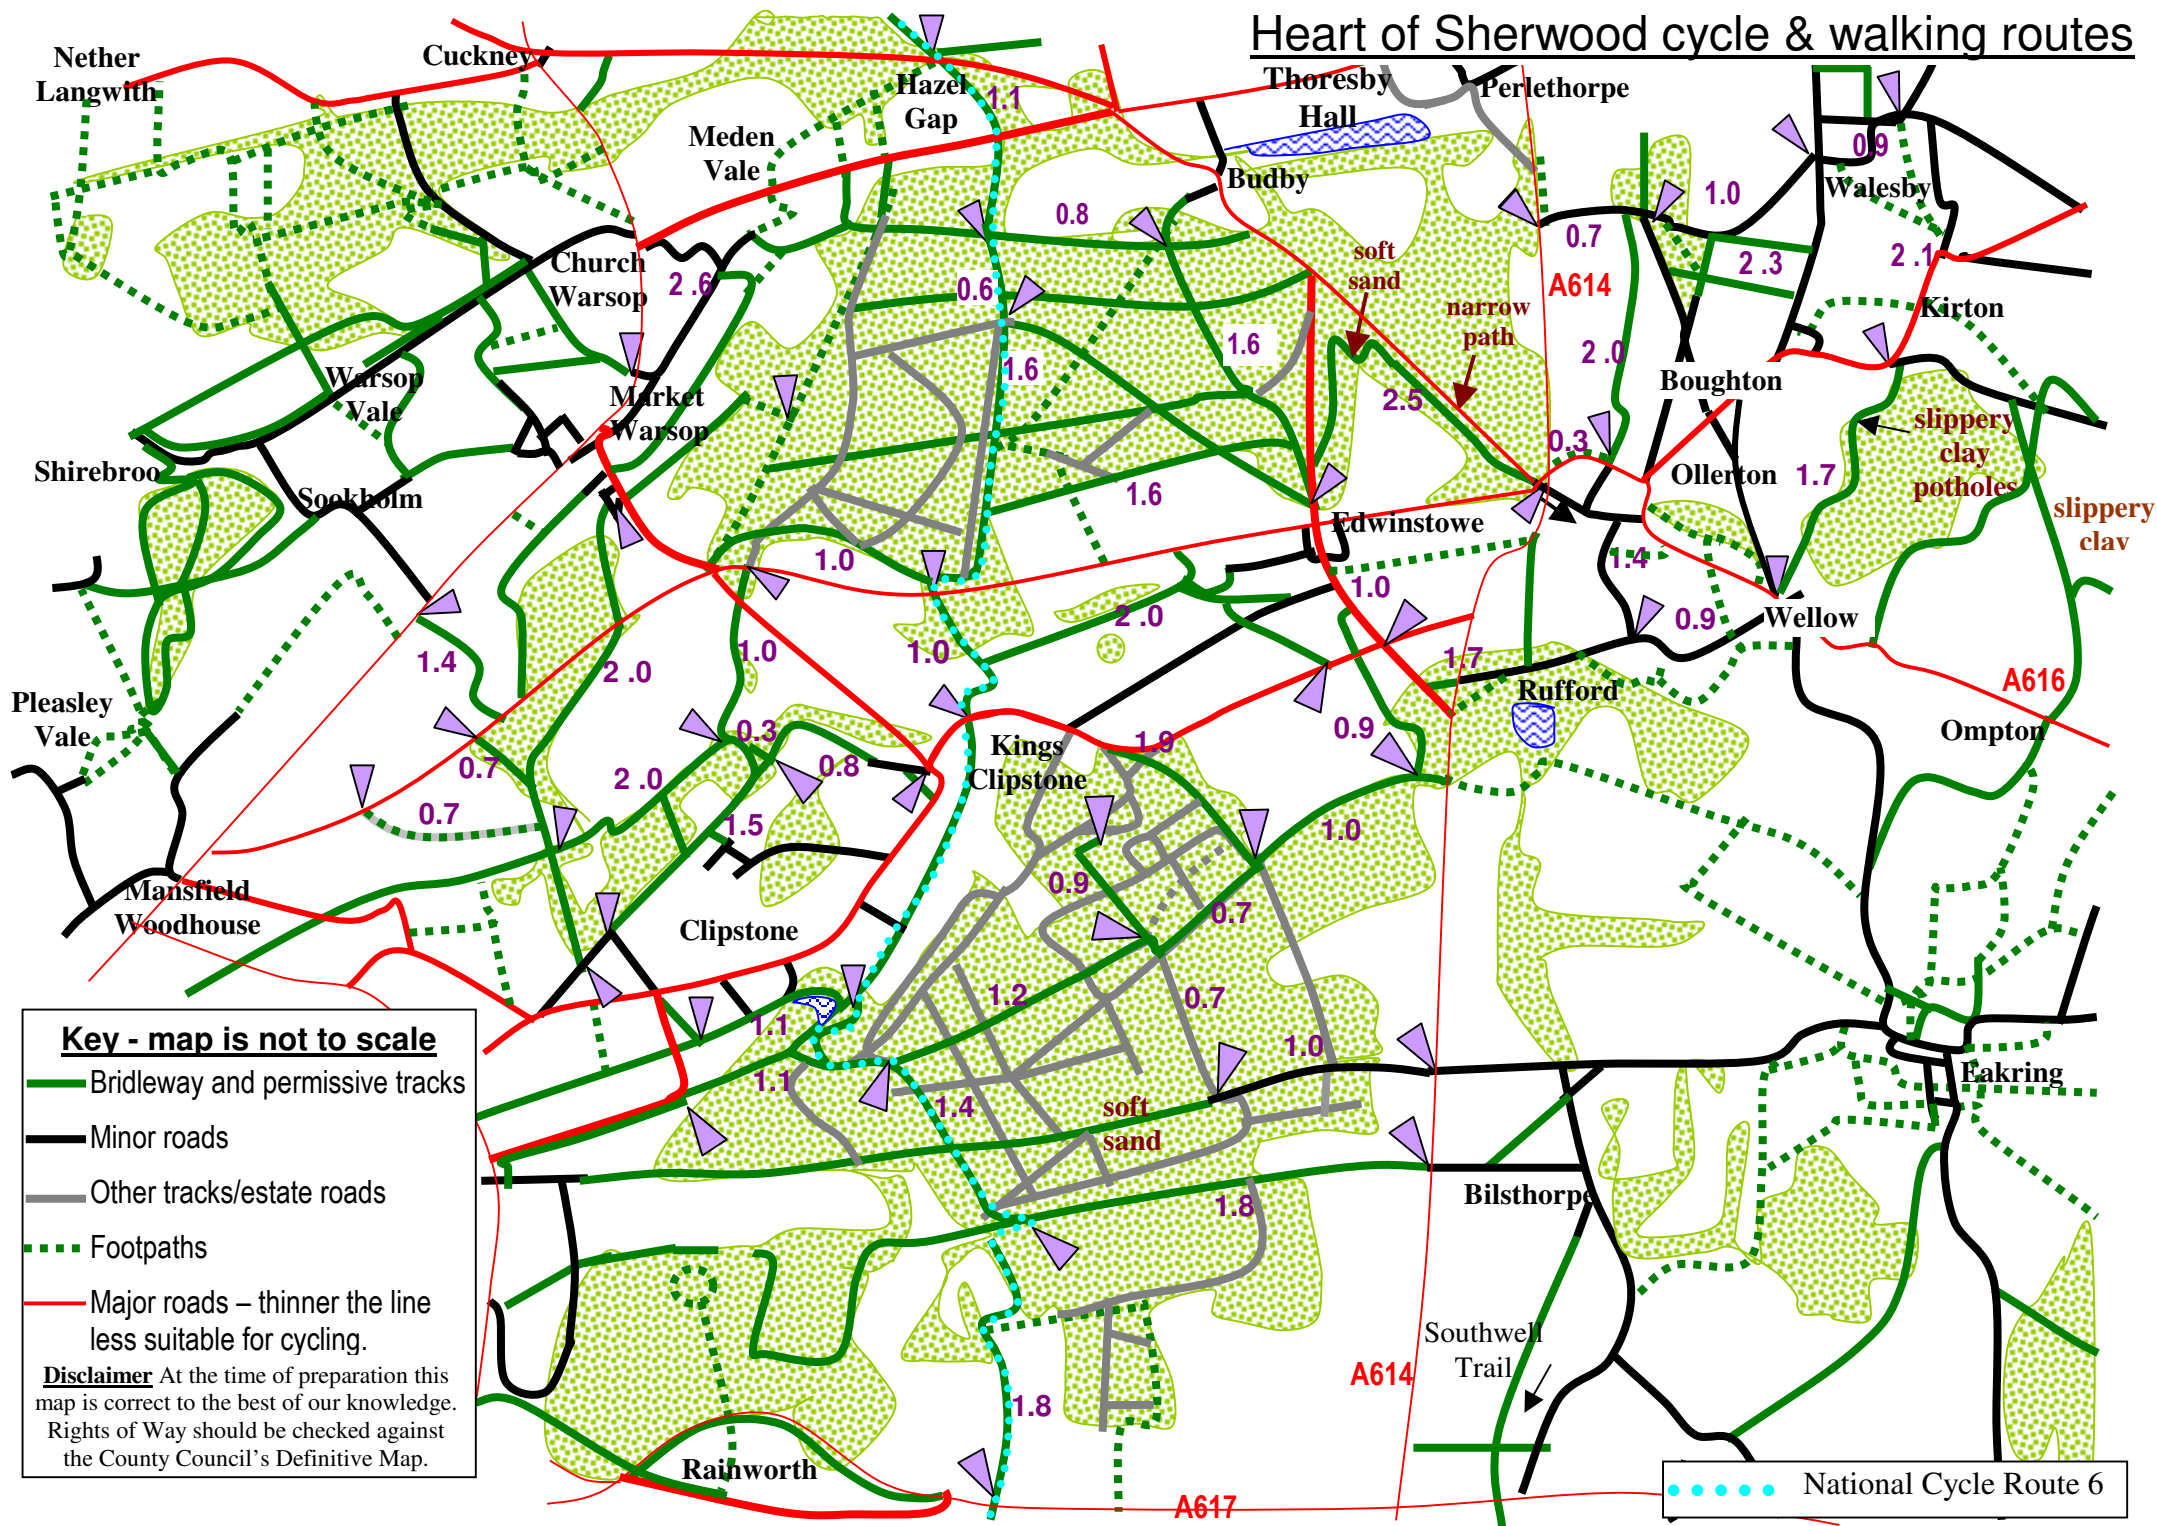 Heart of Sherwood cycle & walking routes
Nether
Langwith
Cuckney
Hazel
Gap
1.1
Thoresby
Hall
Perlethorpe
Meden
Vale
Budby
0.9
Walesby
1.0
0.8
0.7
2 .3
2 .1
Church
Warsop
2 .6
0.6
soft
sand
A614
narrow
path
Kirton
1.6
1.6
2 .0
Warsop
Vale
Market
Warsop
2.5
Boughton
slippery
clay
potholes
0.3
Shirebroo
Sookholm
Ollerton
1.7
1.6
Edwinstowe
slippery
clay
1.0
1.4
1.0
2 .0
0.9
Wellow
1.4
2 .0
1.0
1.0
1.7
Rufford
A616
Pleasley
Vale
0.3
Kings
Clipstone
1.9
0.9
Ompton
0.7
2 .0
0.8
0.7
1.5
1.0
Mansfield
Woodhouse
0.9
0.7
Clipstone
1.2
0.7
1.1
1.0
1.1
Eakring
1.4
soft
sand
1.8
Bilsthorpe
Key - map is not to scale
Bridleway and permissive tracks
Minor roads
Other tracks/estate roads
Footpaths
Major roads – thinner the line
less suitable for cycling.
Disclaimer At the time of preparation this
map is correct to the best of our knowledge.
Rights of Way should be checked against
the County Council's Definitive Map.
Southwell
Trail
A614
1.8
Rainworth
A617
National Cycle Route 6